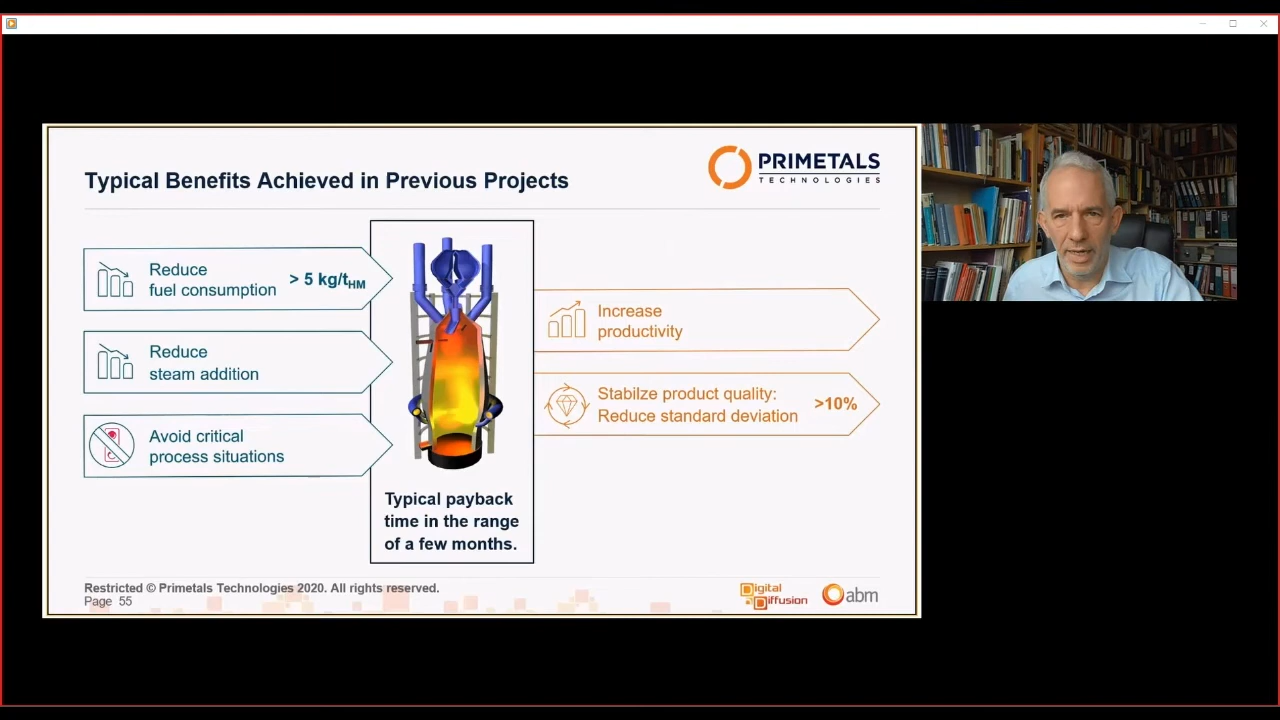 Typical Benefits Achieved in Previous Projects
PRIMETALS
TECHNOLOGIES
Reduce
fuel consumption
> 5 kg/tHM
Reduce
steam addition
Avoid critical
process situations
Typical payback
time in the range
of a few months.
Increase
productivity
Stabilze product quality:
Reduce standard deviation
>10%
Restricted © Primetals Technologies 2020. All rights reserved.
Page 55
Digital
Diffusion
abm